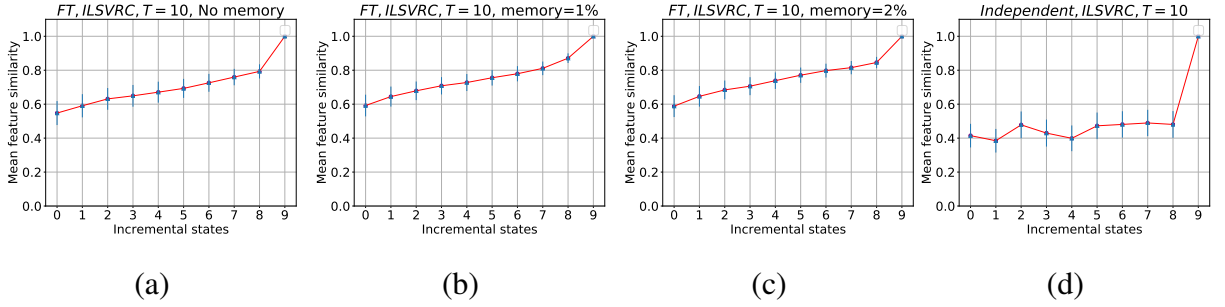 FT, ILSVRC, T = 10, No memory
Mean feature similarity
1.0
0.8
0.6
0.4
0.2
0.0
0 1 2 3 4 5 6 7 8 9
Incremental states
(a)
FT, ILSVRC, T = 10, memory=1%
Mean feature similarity
1.0
0.8
0.6
0.4
0.2
0.0
0 1 2 3 4 5 6 7 8 9
Incremental states
(b)
FT, ILSVRC, T = 10, memory=2%
Mean feature similarity
1.0
0.8
0.6
0.4
0.2
0.0
0 1 2 3 4 5 6 7 8 9
Incremental states
(c)
Independent, ILSVRC, T = 10
Mean feature similarity
1.0
0.8
0.6
0.4
0.2
0.0
0 1 2 3 4 5 6 7 8 9
Incremental states
(d)